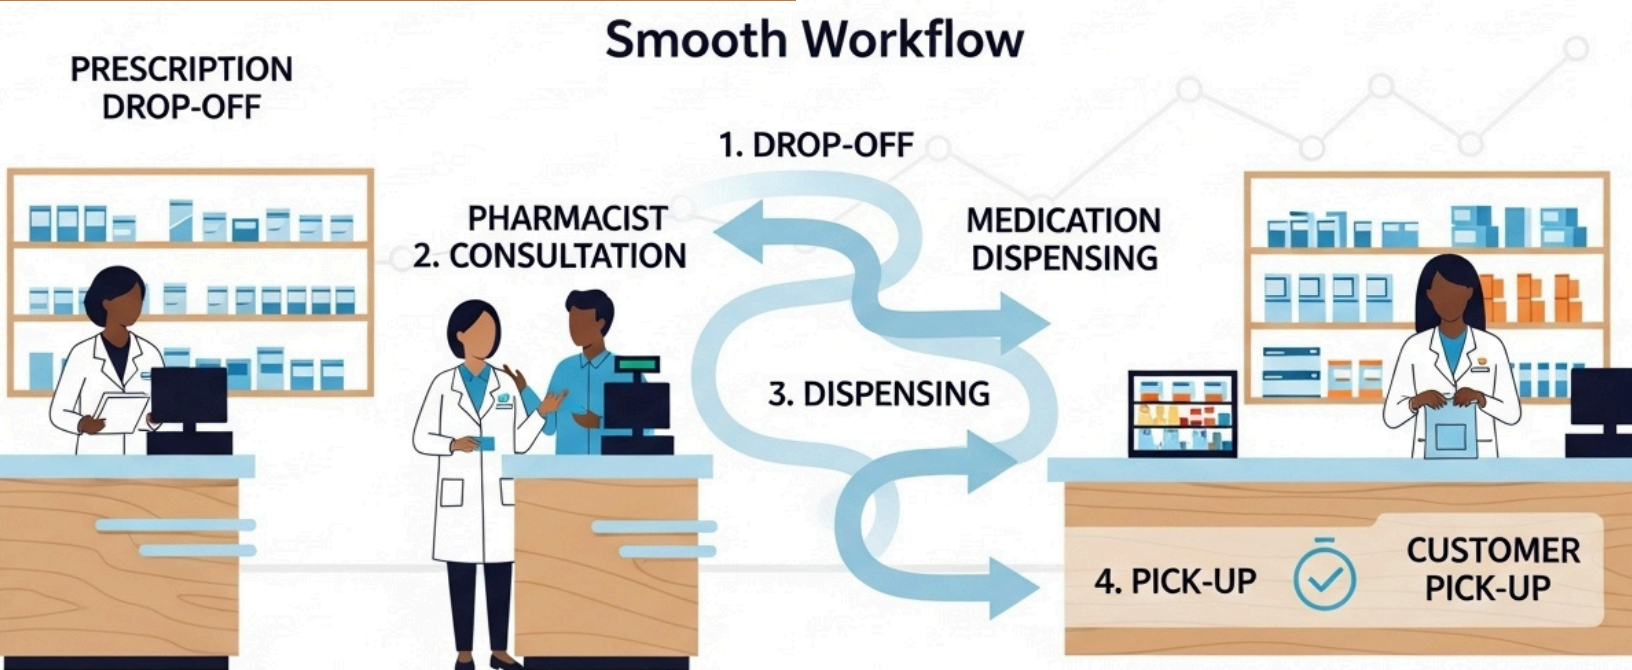 Smooth Workflow
PRESCRIPTION
DROP-OFF
1. DROP-OFF
PHARMACIST
2. CONSULTATION
MEDICATION
DISPENSING
3. DISPENSING
4. PICK-UP
CUSTOMER
PICK-UP